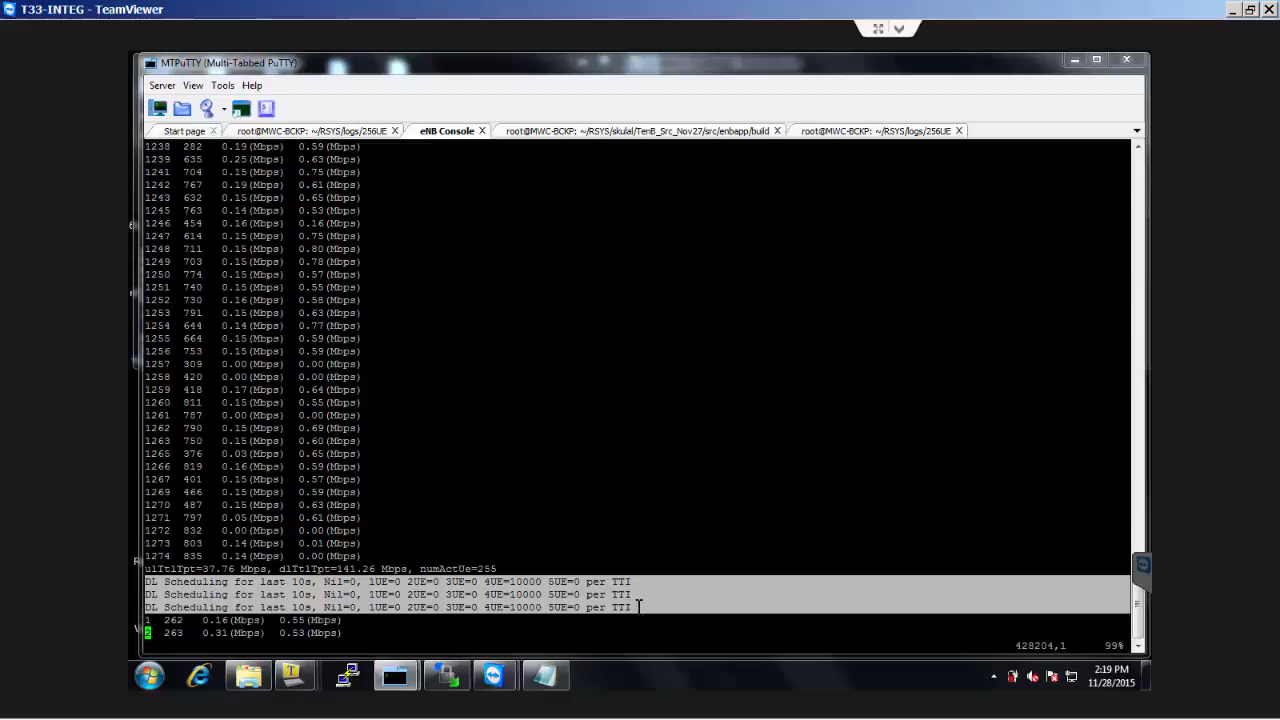 T33-INTEG - TeamViewer
MTPuTTY (Multi-Tabbed PuTTY)
Server View Tools Help
Start page root@MWC-BCKP: ~/RSYS/logs/256UE eNB Console root@MWC-BCKP: ~/RSYS/skulal/TenB_Src_Nov27/src/enbapp/build root@MWC-BCKP: ~/RSYS/logs/256UE
1238 282 0.19(Mbps) 0.59(Mbps)
1239 635 0.25(Mbps) 0.63(Mbps)
1241 704 0.15(Mbps) 0.75(Mbps)
1242 767 0.19(Mbps) 0.61(Mbps)
1243 632 0.15(Mbps) 0.65(Mbps)
1245 763 0.14(Mbps) 0.53(Mbps)
1246 454 0.16(Mbps) 0.16(Mbps)
1247 614 0.15(Mbps) 0.75(Mbps)
1248 711 0.15(Mbps) 0.80(Mbps)
1249 703 0.15(Mbps) 0.78(Mbps)
1250 774 0.15(Mbps) 0.57(Mbps)
1251 740 0.15(Mbps) 0.55(Mbps)
1252 730 0.16(Mbps) 0.58(Mbps)
1253 791 0.15(Mbps) 0.63(Mbps)
1254 644 0.14(Mbps) 0.77(Mbps)
1255 664 0.15(Mbps) 0.59(Mbps)
1256 753 0.15(Mbps) 0.59(Mbps)
1257 309 0.00(Mbps) 0.00(Mbps)
1258 420 0.00(Mbps) 0.00(Mbps)
1259 418 0.17(Mbps) 0.64(Mbps)
1260 811 0.15(Mbps) 0.55(Mbps)
1261 787 0.00(Mbps) 0.00(Mbps)
1262 790 0.15(Mbps) 0.69(Mbps)
1263 750 0.15(Mbps) 0.60(Mbps)
1265 376 0.03(Mbps) 0.65(Mbps)
1266 819 0.16(Mbps) 0.59(Mbps)
1267 401 0.15(Mbps) 0.57(Mbps)
1269 466 0.15(Mbps) 0.59(Mbps)
1270 487 0.15(Mbps) 0.63(Mbps)
1271 797 0.05(Mbps) 0.61(Mbps)
1272 832 0.00(Mbps) 0.00(Mbps)
1273 803 0.14(Mbps) 0.01(Mbps)
1274 835 0.14(Mbps) 0.00(Mbps)
ulTtlTpt=37.76 Mbps, dlTtlTpt=141.26 Mbps, numActUe=255
DL Scheduling for last 10s, Nil=0, 1UE=0 2UE=0 3UE=0 4UE=10000 5UE=0 per TTI
DL Scheduling for last 10s, Nil=0, 1UE=0 2UE=0 3UE=0 4UE=10000 5UE=0 per TTI
DL Scheduling for last 10s, Nil=0, 1UE=0 2UE=0 3UE=0 4UE=10000 5UE=0 per TTI
1 262 0.16(Mbps) 0.55(Mbps)
2 263 0.31(Mbps) 0.53(Mbps)
428204,1 99%
2:19 PM
11/28/2015